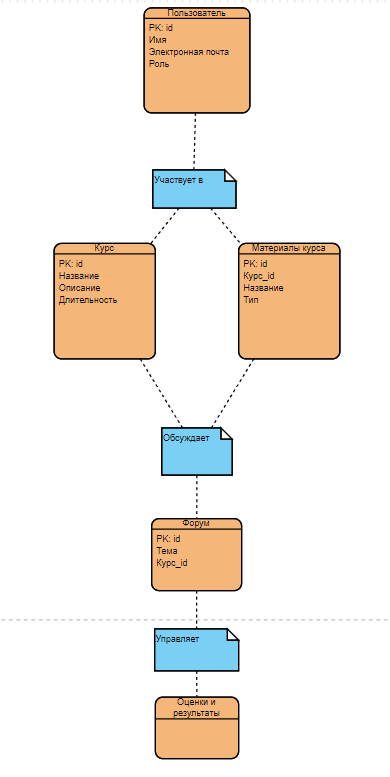 Пользователь
PK: id
Имя
Электронная почта
Роль
Участвует в
Курс
PK: id
Название
Описание
Длительность
Материалы курса
PK: id
Курс_id
Название
Тип
Обсуждает
Форум
PK: id
Тема
Курс_id
Управляет
Оценки и
результаты